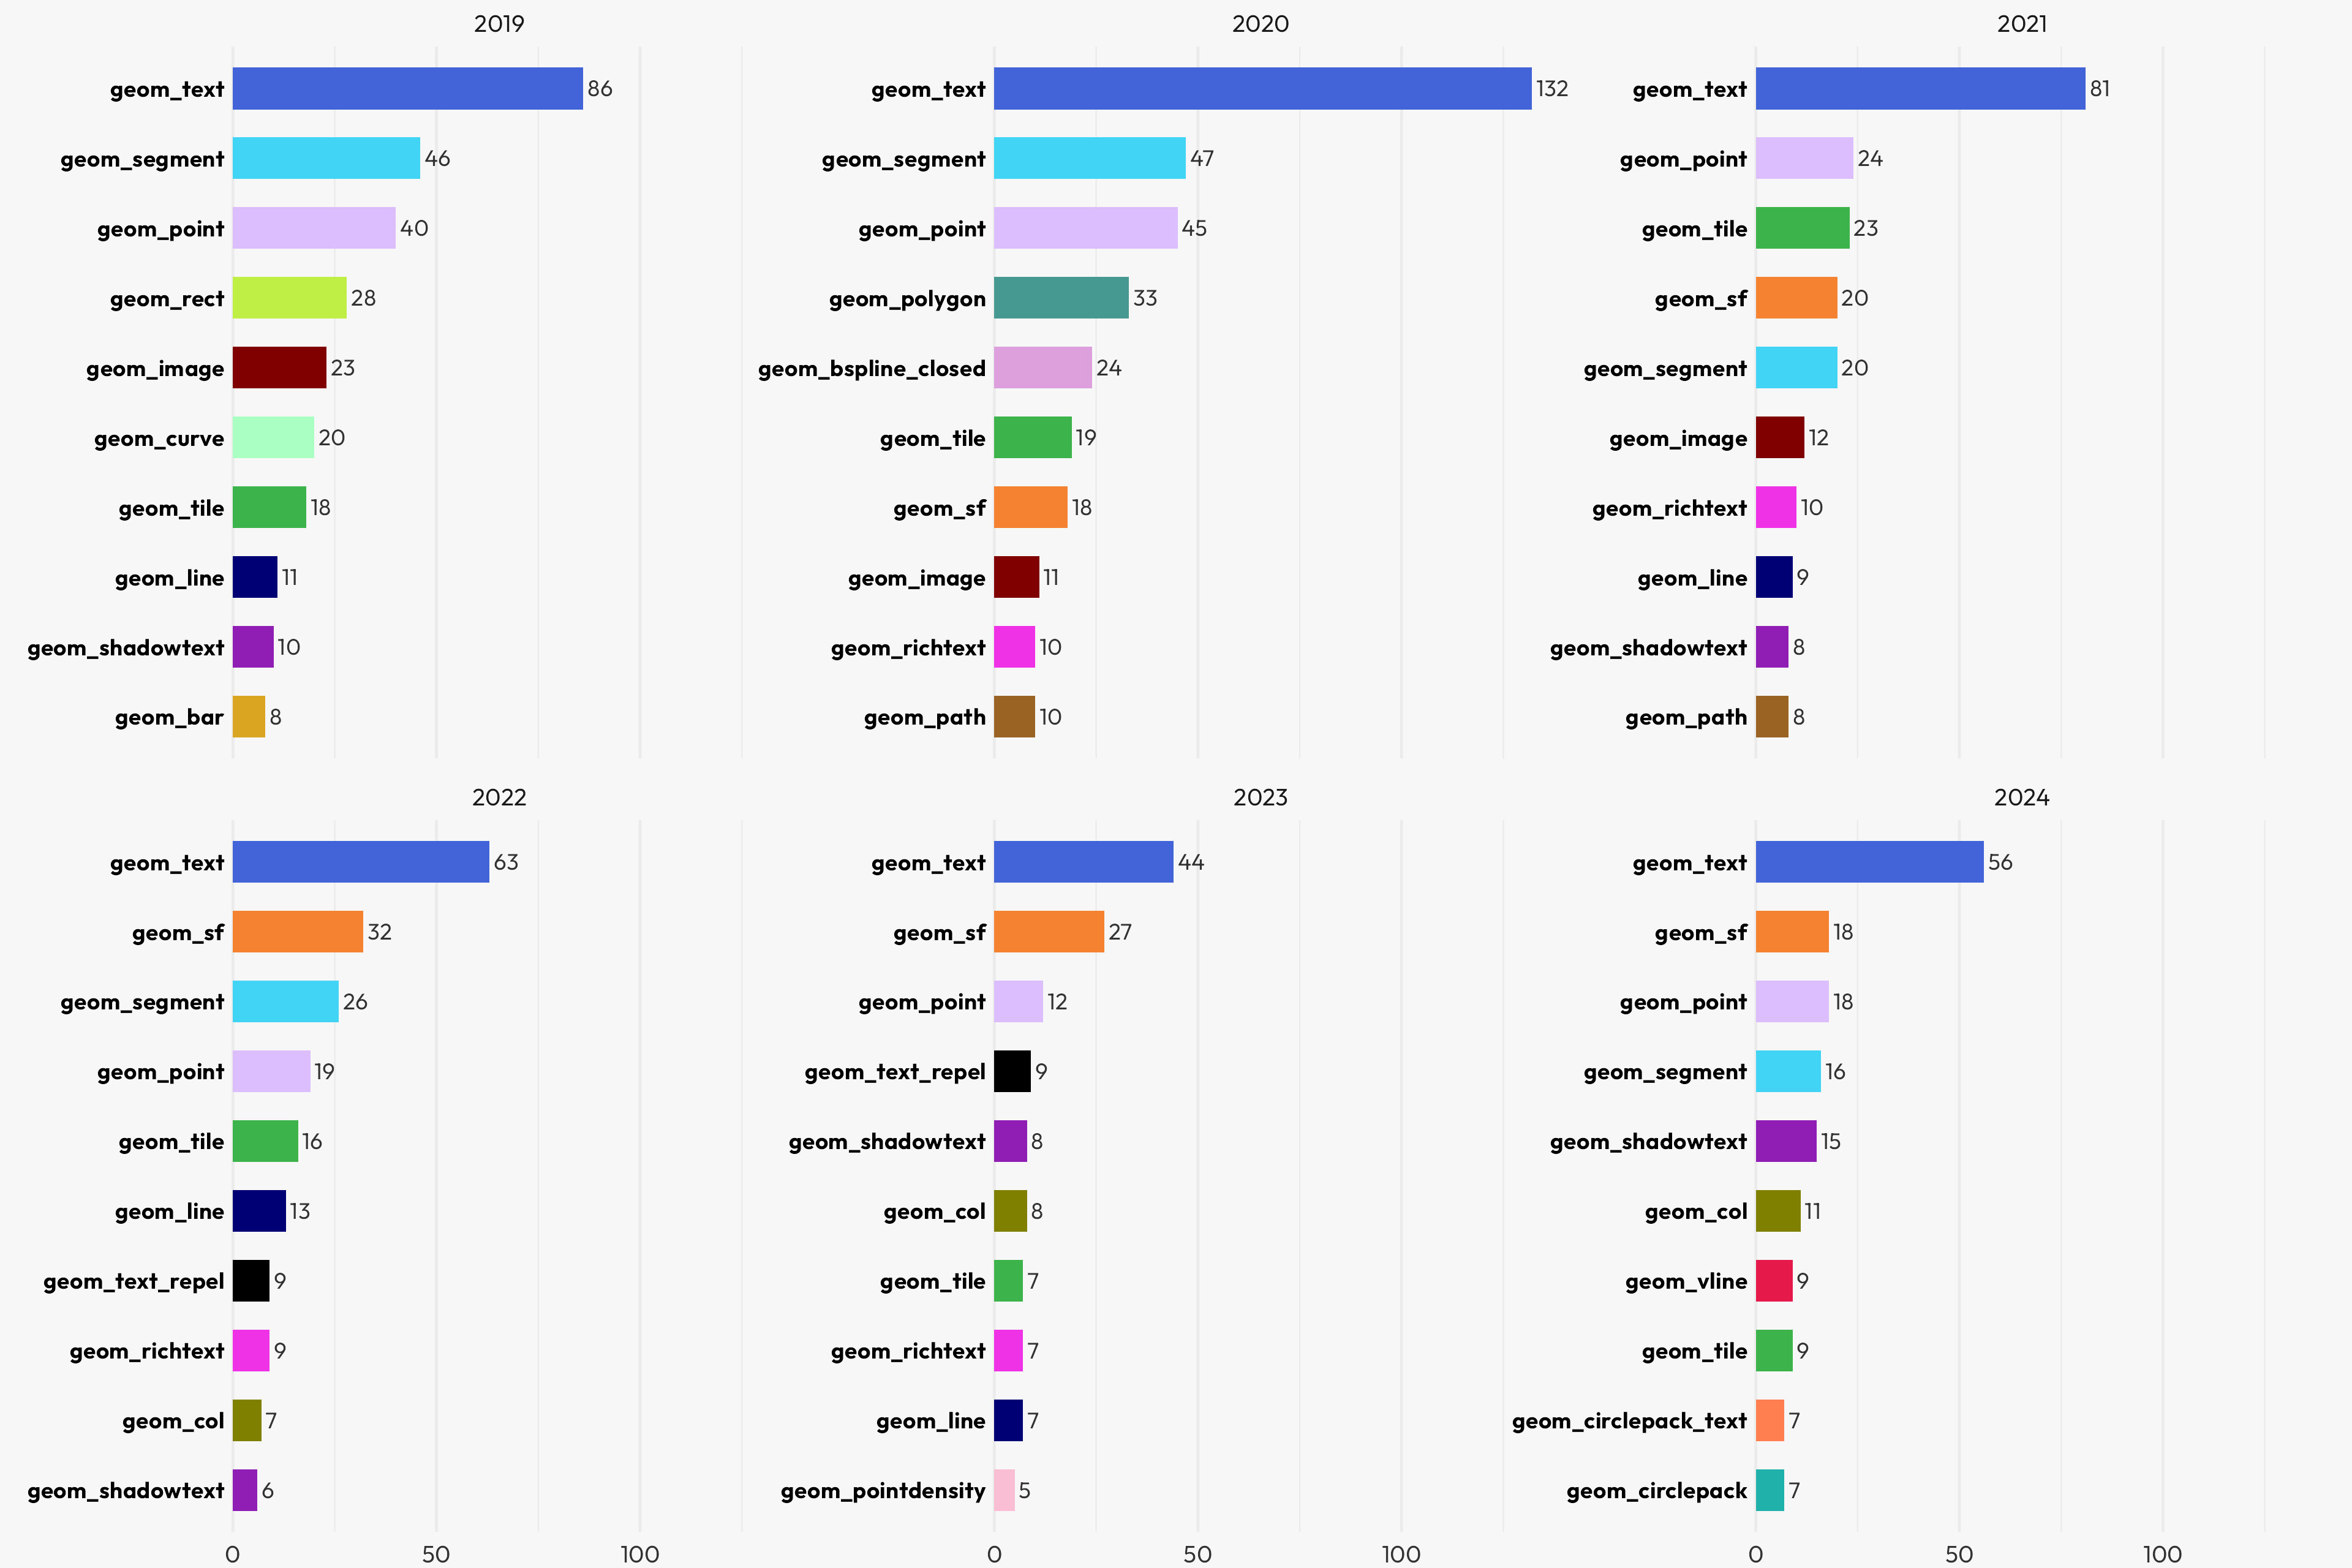 2019
geom_text 86
geom_segment 46
geom_point 40
geom_rect 28
geom_image 23
geom_curve 20
geom_tile 18
geom_line 11
geom_shadowtext 10
geom_bar 8
2020
geom_text 132
geom_segment 47
geom_point 45
geom_polygon 33
geom_bspline_closed 24
geom_tile 19
geom_sf 18
geom_image 11
geom_richtext 10
geom_path 10
2021
geom_text 81
geom_point 24
geom_tile 23
geom_sf 20
geom_segment 20
geom_image 12
geom_richtext 10
geom_line 9
geom_shadowtext 8
geom_path 8
2022
geom_text 63
geom_sf 32
geom_segment 26
geom_point 19
geom_tile 16
geom_line 13
geom_text_repel 9
geom_richtext 9
geom_col 7
geom_shadowtext 6
0 50 100
2023
geom_text 44
geom_sf 27
geom_point 12
geom_text_repel 9
geom_shadowtext 8
geom_col 8
geom_tile 7
geom_richtext 7
geom_line 7
geom_pointdensity 5
0 50 100
2024
geom_text 56
geom_sf 18
geom_point 18
geom_segment 16
geom_shadowtext 15
geom_col 11
geom_vline 9
geom_tile 9
geom_circlepack_text 7
geom_circlepack 7
0 50 100